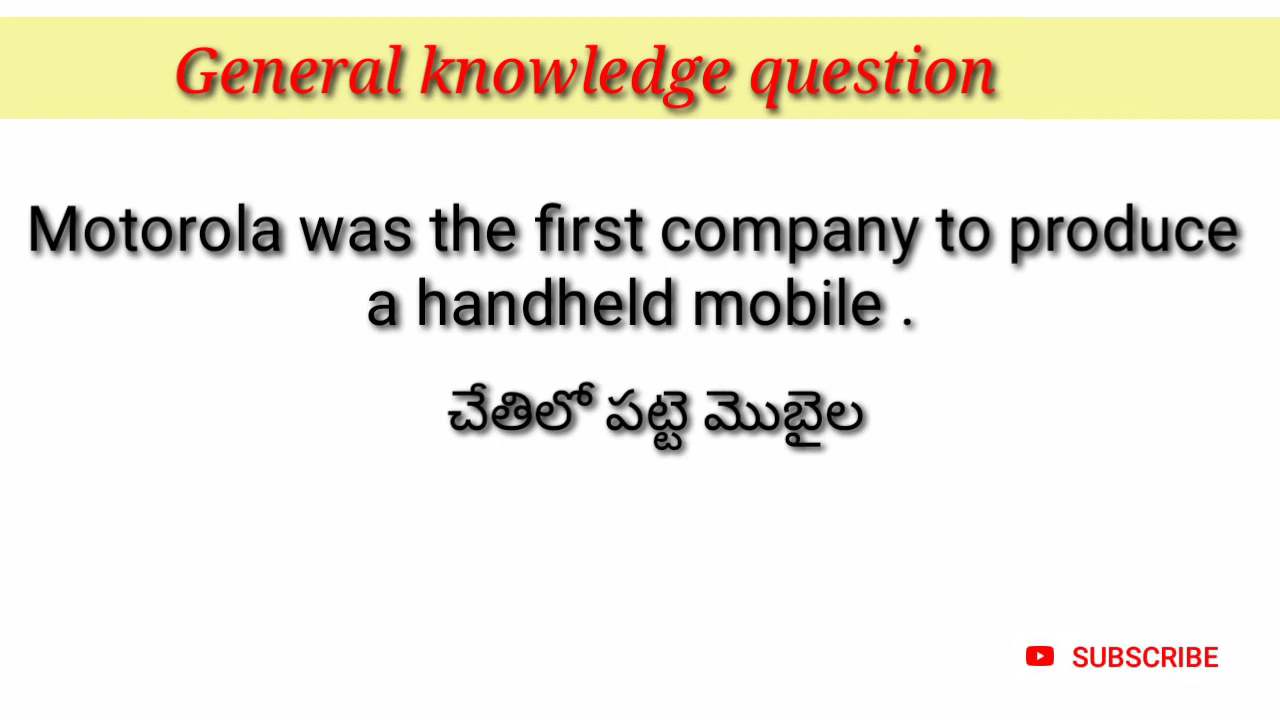 General knowledge question
Motorola was the first company to produce
a handheld mobile .
చేతిలో పట్టె మొబైల
SUBSCRIBE